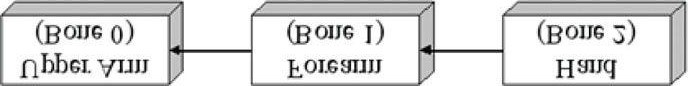 Upper Arm
(Bone 0)
Forearm
(Bone 1)
Hand
(Bone 2)